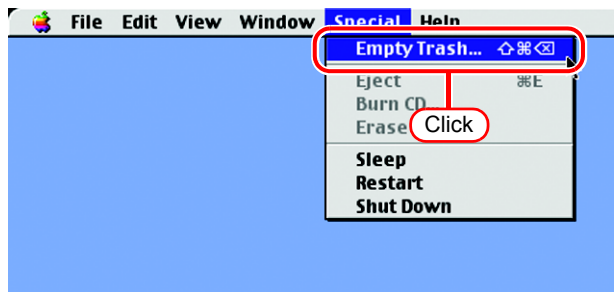 File Edit View Window Special Help
Empty Trash... ⇧⌘⌫
Eject ⌘E
Burn CD...
Erase
Click
Sleep
Restart
Shut Down